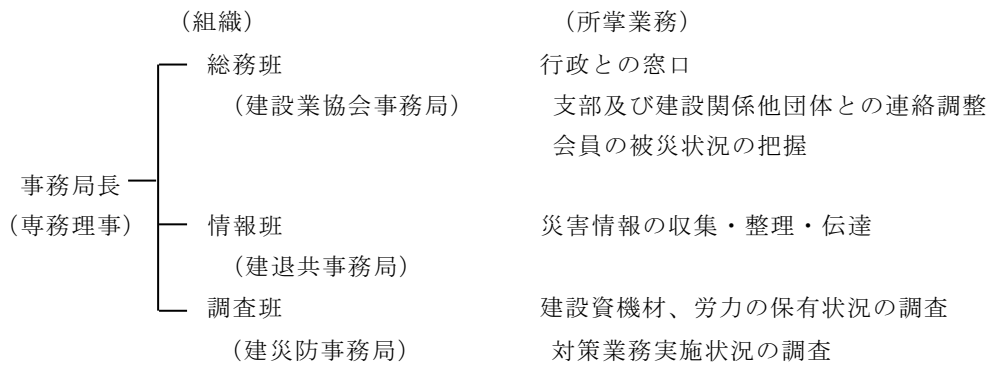 (組織) (所掌業務)
総務班 行政との窓口
(建設業協会事務局) 支部及び建設関係他団体との連絡調整
会員の被災状況の把握
事務局長
(専務理事) 情報班 災害情報の収集・整理・伝達
(建退共事務局)
調査班 建設資機材、労力の保有状況の調査
(建災防事務局) 対策業務実施状況の調査